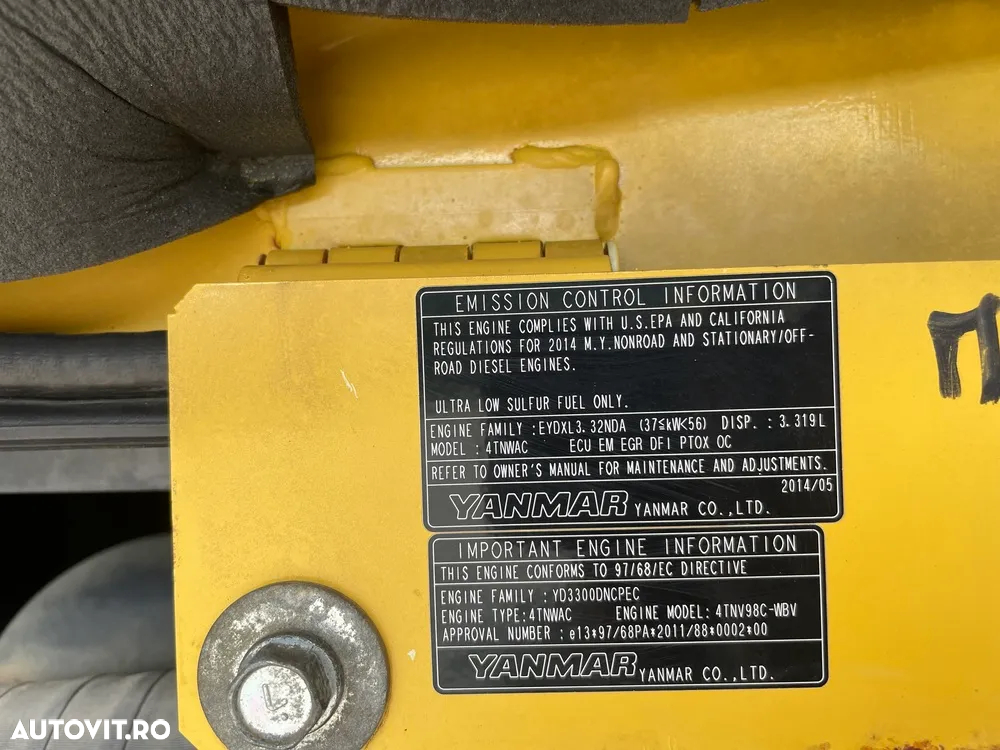 EMISSION CONTROL INFORMATION
THIS ENGINE COMPLIES WITH U.S.EPA AND CALIFORNIA
REGULATIONS FOR 2014 M.Y.NONROAD AND STATIONARY/OFF-
ROAD DIESEL ENGINES.
ULTRA LOW SULFUR FUEL ONLY.
ENGINE FAMILY :EYDXL3.32NDA (37≦kW<56) DISP. : 3.319L
MODEL : 4TNWAC ECU EM EGR DFI PTOX OC
REFER TO OWNER'S MANUAL FOR MAINTENANCE AND ADJUSTMENTS.
2014/05
YANMAR YANMAR CO.,LTD.
IMPORTANT ENGINE INFORMATION
THIS ENGINE CONFORMS TO 97/68/EC DIRECTIVE
ENGINE FAMILY : YD3300DNCPEC
ENGINE TYPE:4TNWAC ENGINE MODEL: 4TNV98C-WBV
APPROVAL NUMBER : e13*97/68PA*2011/88*0002*00
YANMAR YANMAR CO.,LTD.
AUTOVIT.RO